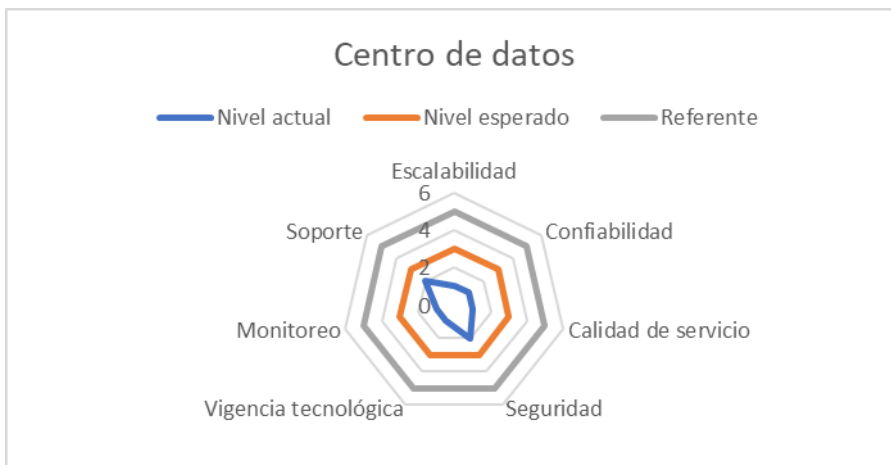 Centro de datos
Nivel actual Nivel esperado Referente
Escalabilidad
6
Soporte 4 Confiabilidad
2
Monitoreo 0 Calidad de servicio
Vigencia tecnológica Seguridad